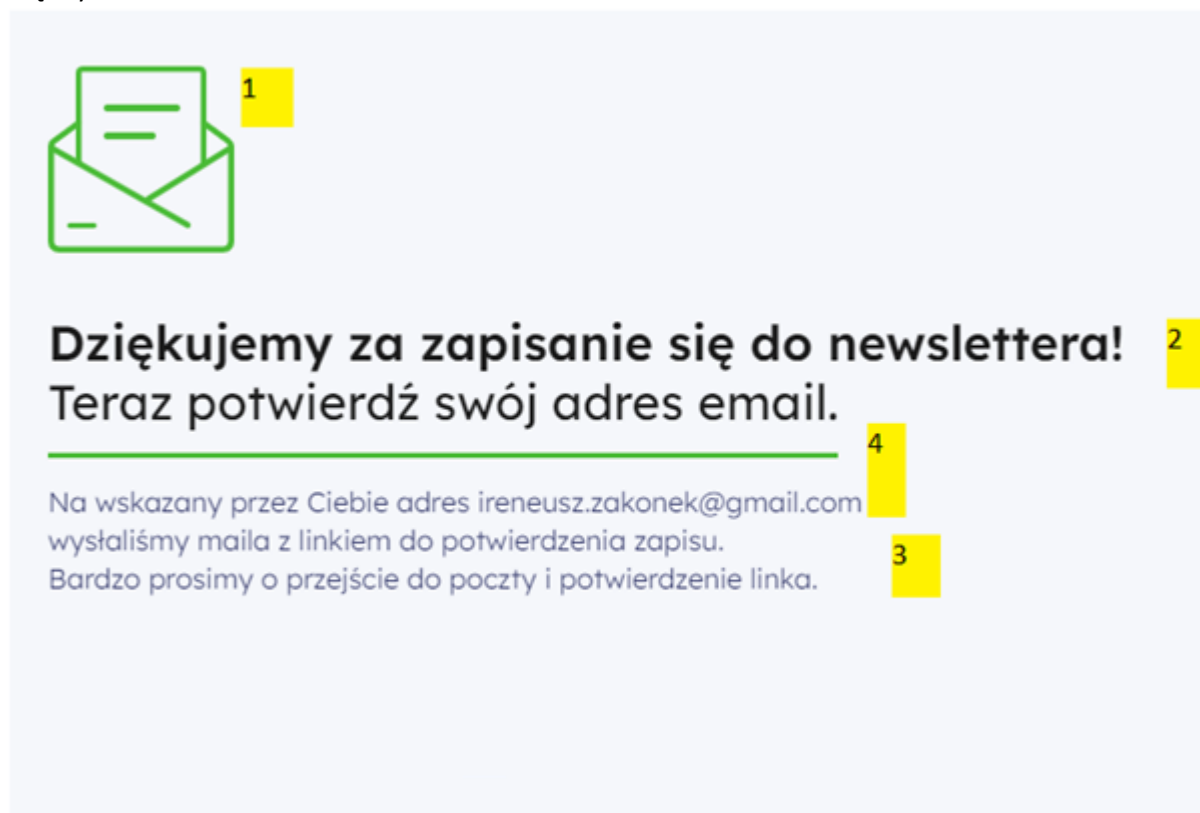 1
Dziękujemy za zapisanie się do newslettera!
2
Teraz potwierdź swój adres email.
4
Na wskazany przez Ciebie adres ireneusz.zakonek@gmail.com
wysłaliśmy maila z linkiem do potwierdzenia zapisu.
3
Bardzo prosimy o przejście do poczty i potwierdzenie linka.